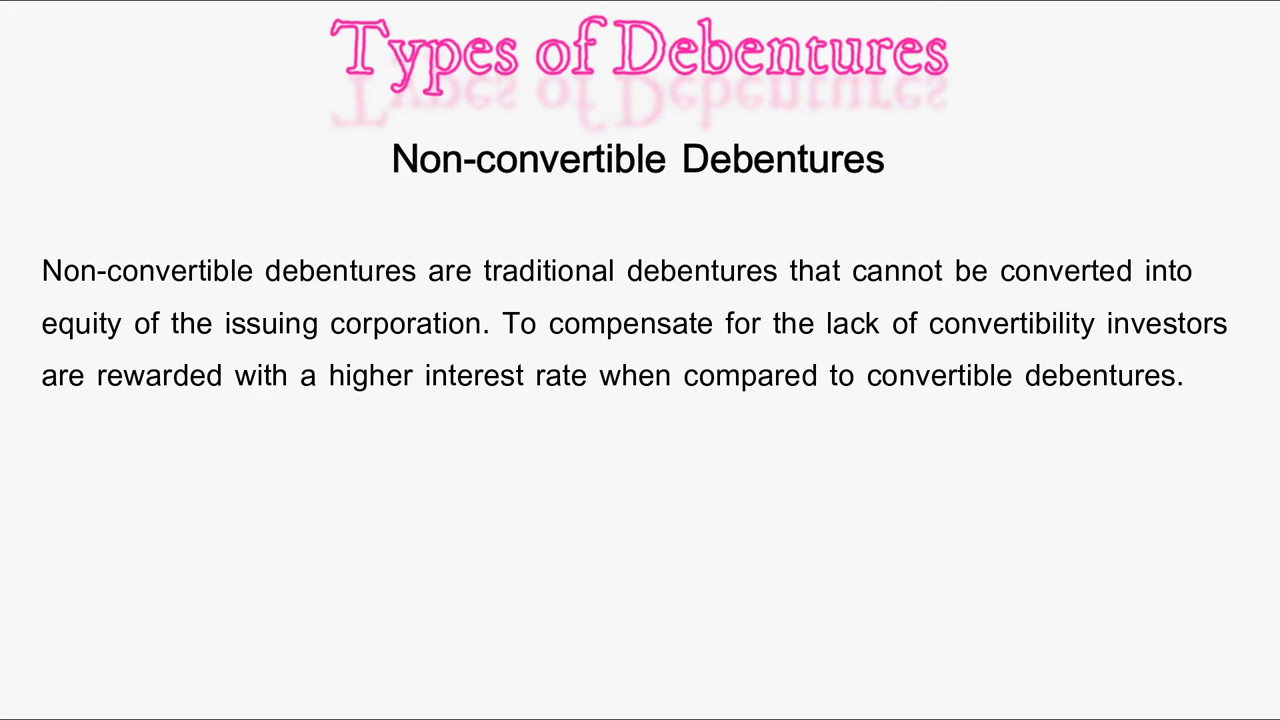 Types of Debentures
Non-convertible Debentures
Non-convertible debentures are traditional debentures that cannot be converted into
equity of the issuing corporation. To compensate for the lack of convertibility investors
are rewarded with a higher interest rate when compared to convertible debentures.